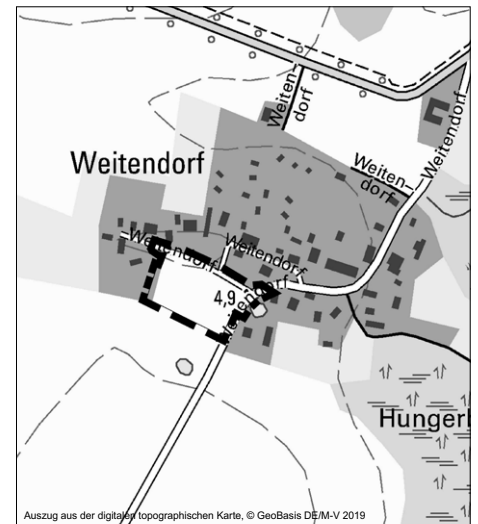 Weiten-
dorf
Weitendorf
Weitendorf
Weiten-
dorf
Weitendorf
Weitendorf
4,9
Weitendorf
Auszug aus der digitalen topographischen Karte, © GeoBasis DE/M-V 2019